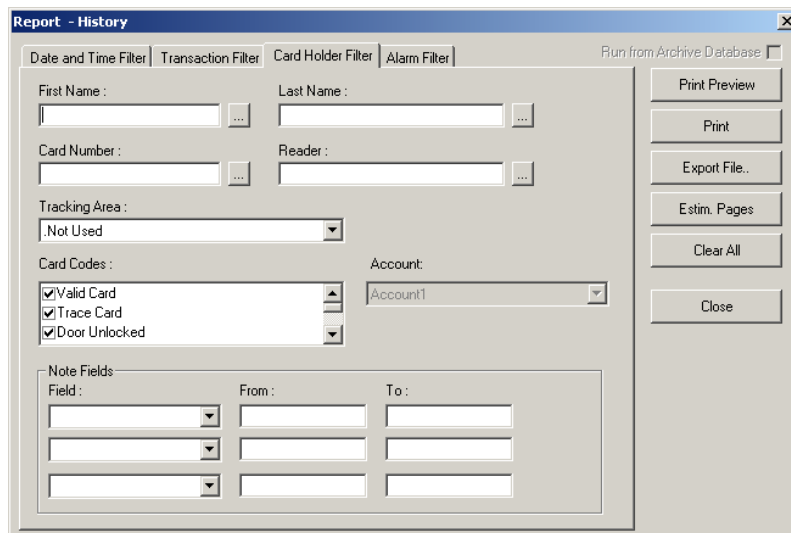 Report - History
Date and Time Filter Transaction Filter Card Holder Filter Alarm Filter Run from Archive Database
First Name : Last Name :
... ...
Card Number : Reader :
... ...
Tracking Area :
.Not Used
Card Codes : Account:
Valid Card Account1
Trace Card
Door Unlocked
Note Fields
Field : From : To :
Print Preview
Print
Export File..
Estim. Pages
Clear All
Close